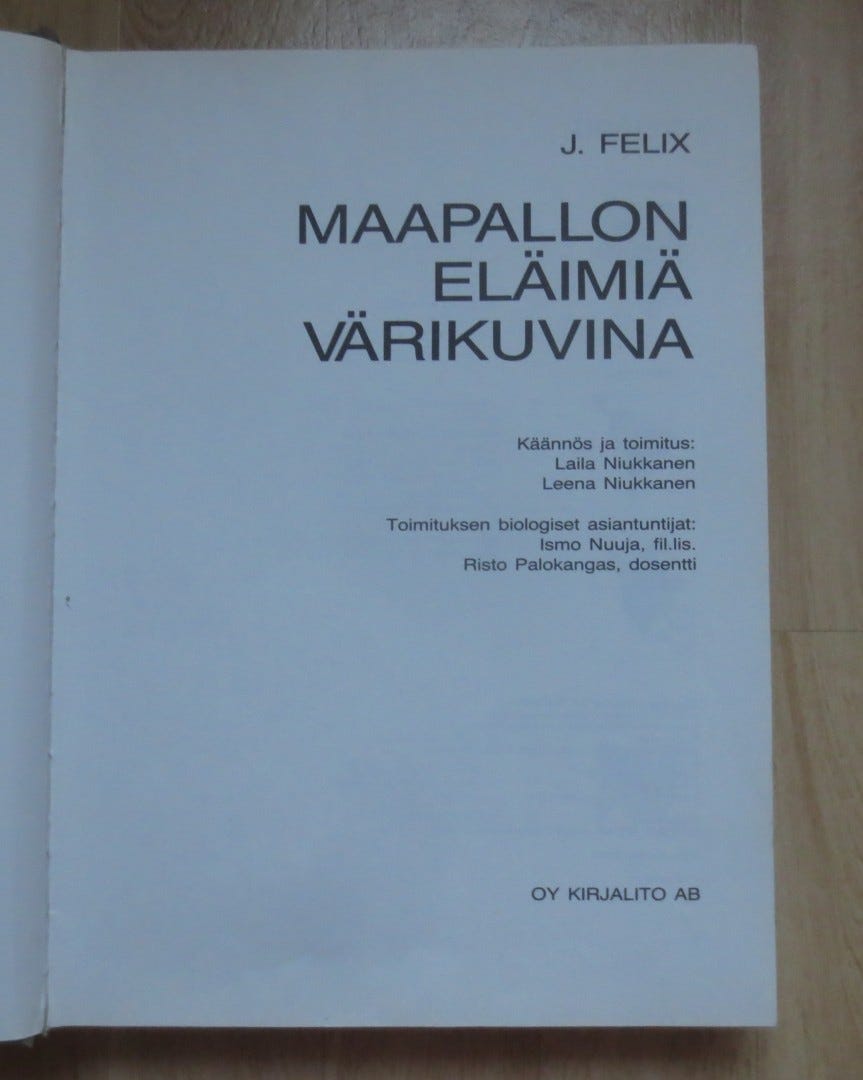 J. FELIX
MAAPALLON
ELÄIMIÄ
VÄRIKUVINA
Käännös ja toimitus:
Laila Niukkanen
Leena Niukkanen
Toimituksen biologiset asiantuntijat:
Ismo Nuuja, fil.lis.
Risto Palokangas, dosentti
OY KIRJALITO AB